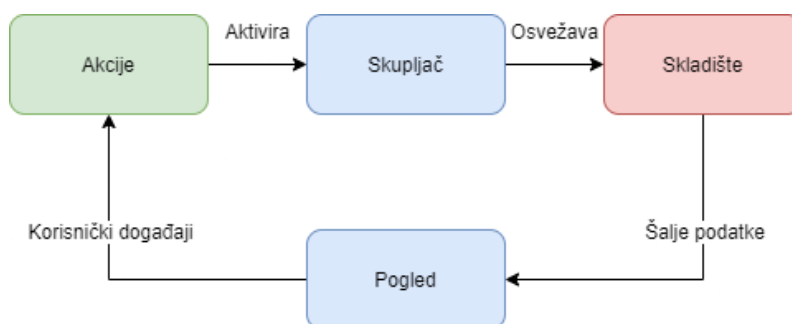 Aktivira
Osvežava
Akcije
Skupljač
Skladište
Korisnički događaji
Šalje podatke
Pogled